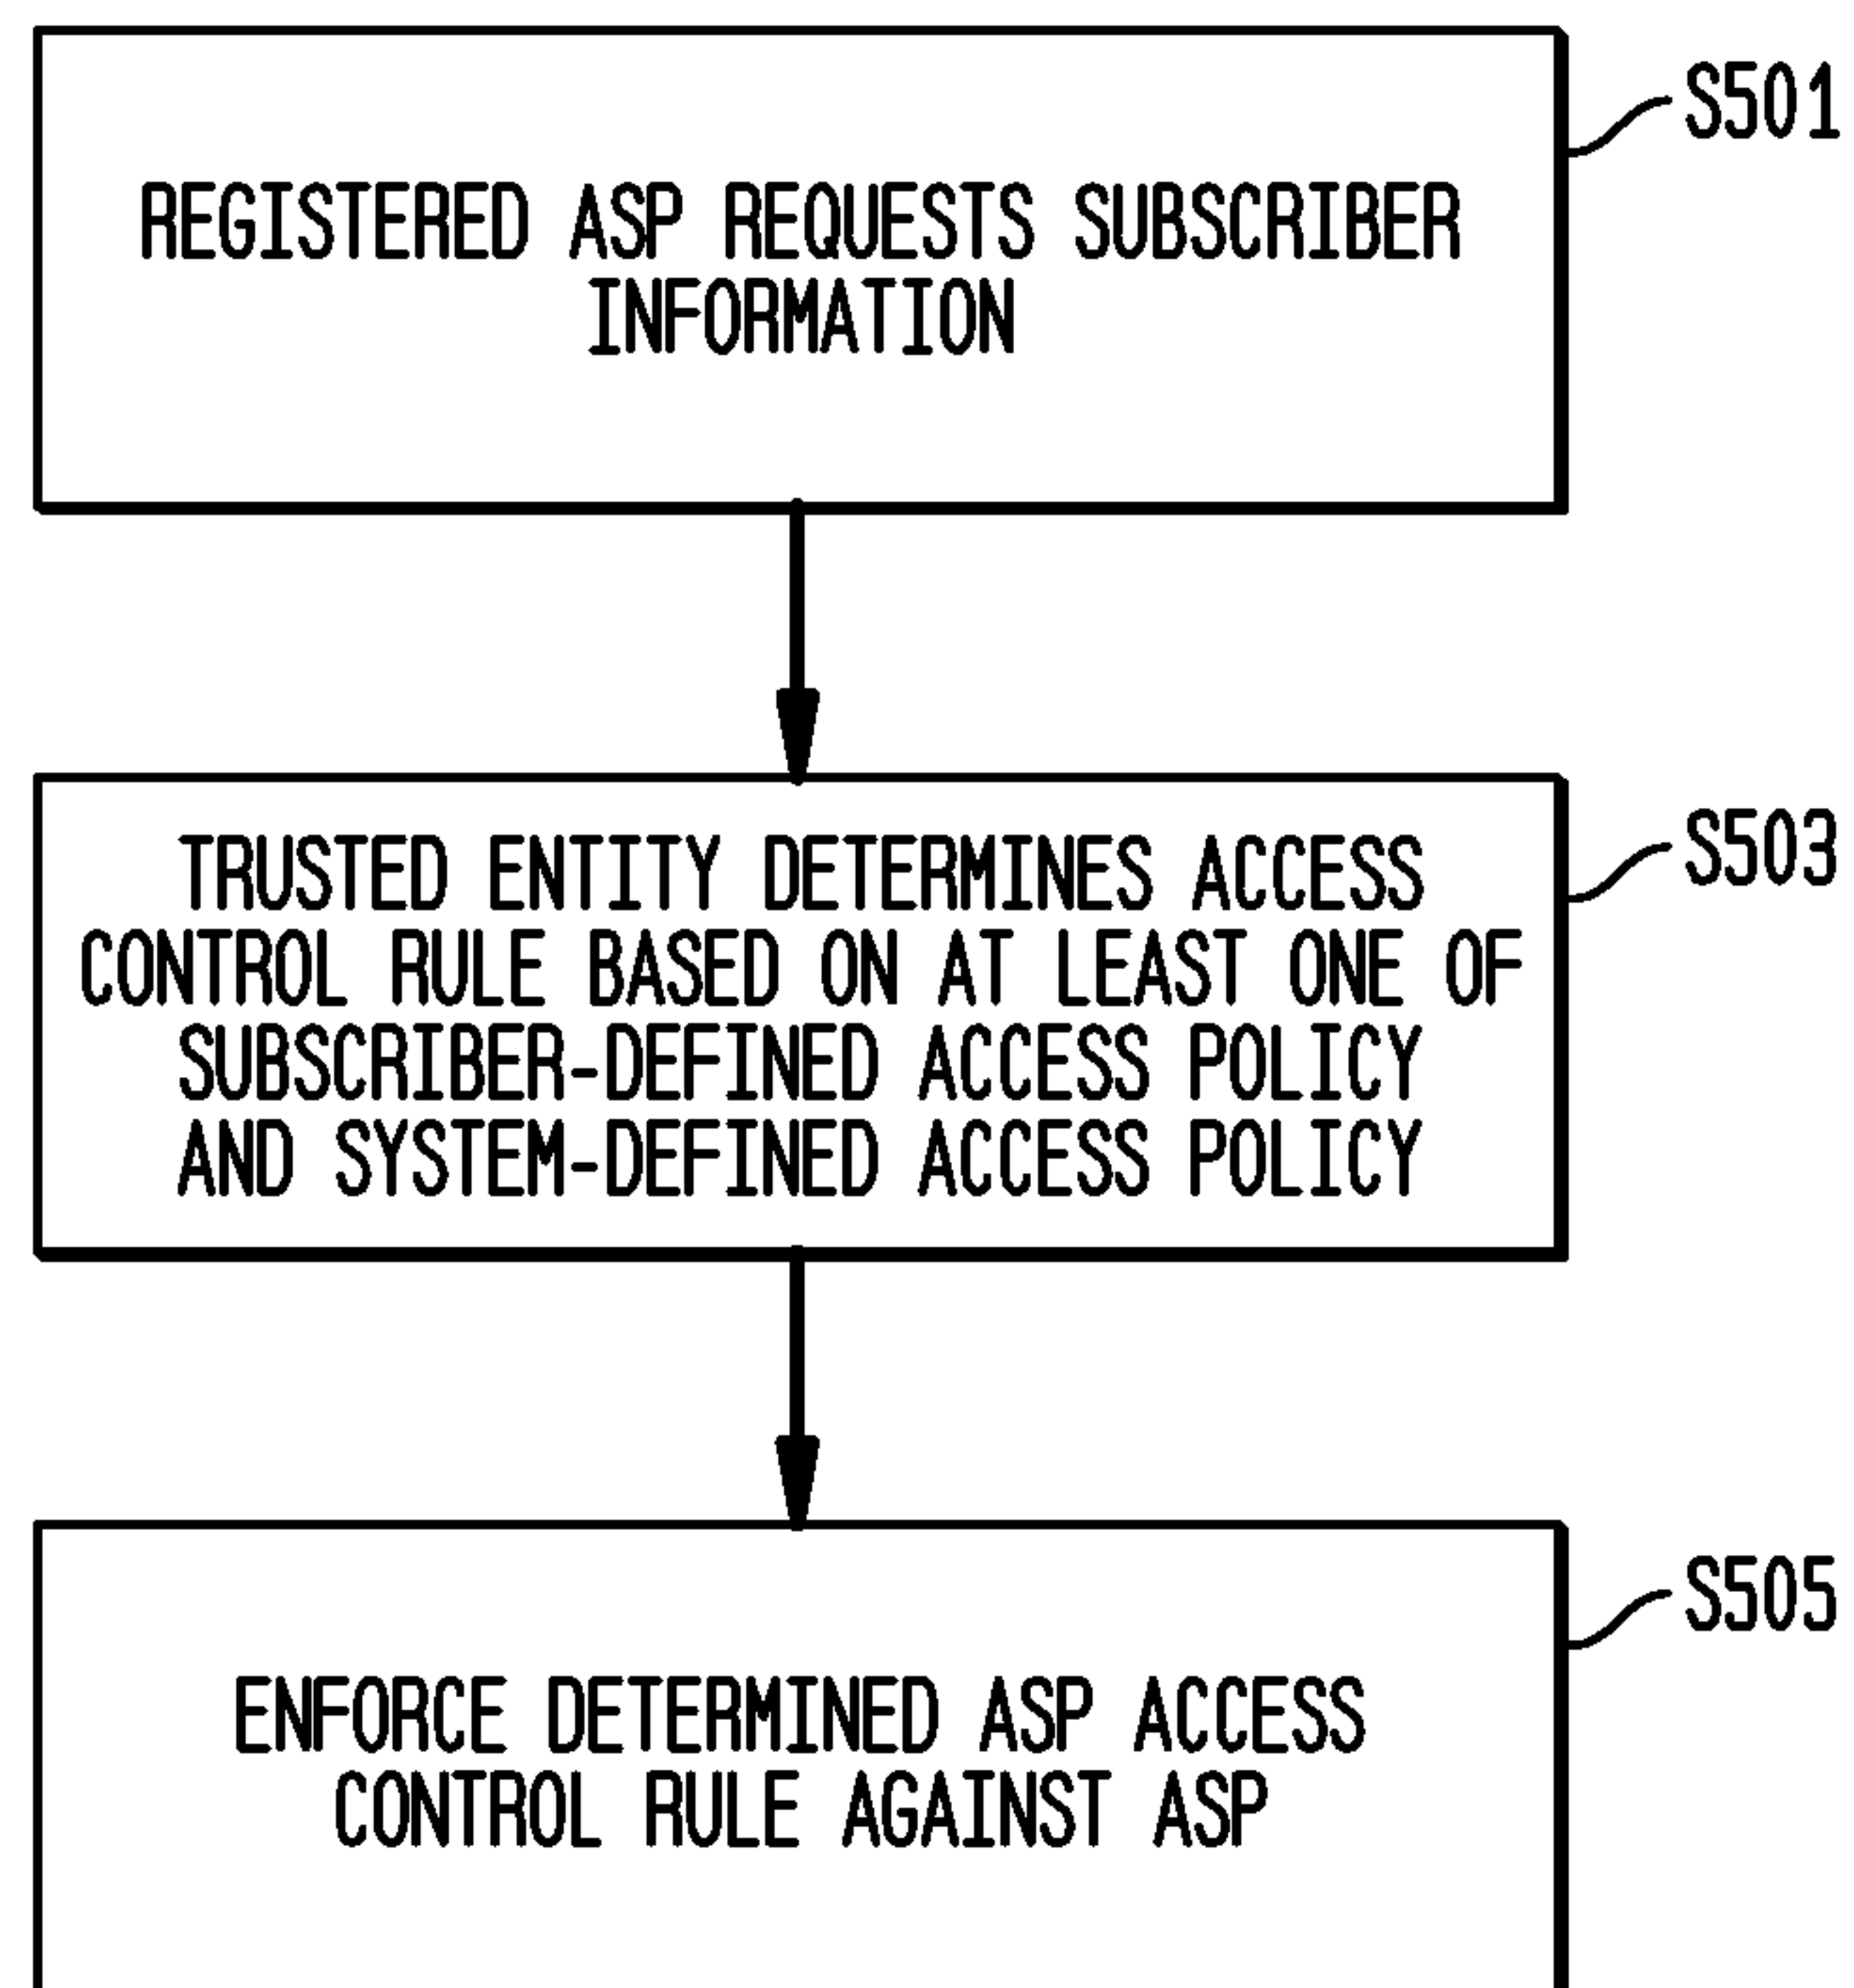 S501
REGISTERED ASP REQUESTS SUBSCRIBER
INFORMATION
S503
TRUSTED ENTITY DETERMINES ACCESS
CONTROL RULE BASED ON AT LEAST ONE OF
SUBSCRIBER-DEFINED ACCESS POLICY
AND SYSTEM-DEFINED ACCESS POLICY
S505
ENFORCE DETERMINED ASP ACCESS
CONTROL RULE AGAINST ASP